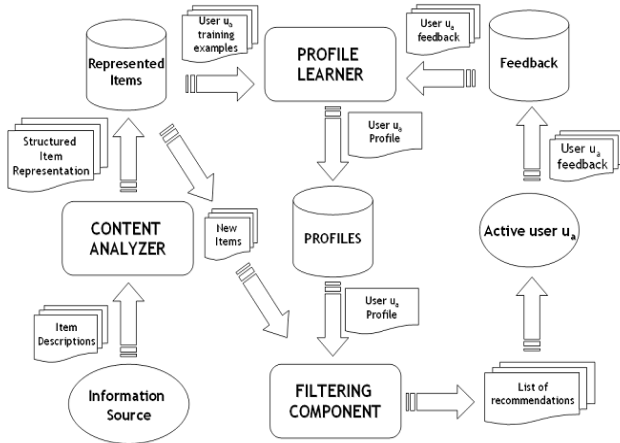 User ua
training
examples
User ua
feedback
Represented
Items
PROFILE
LEARNER
Feedback
Structured
Item
Representation
User ua
Profile
User ua
feedback
CONTENT
ANALYZER
New
Items
PROFILES
Active user ua
Item
Descriptions
User ua
Profile
Information
Source
FILTERING
COMPONENT
List of
recommendations